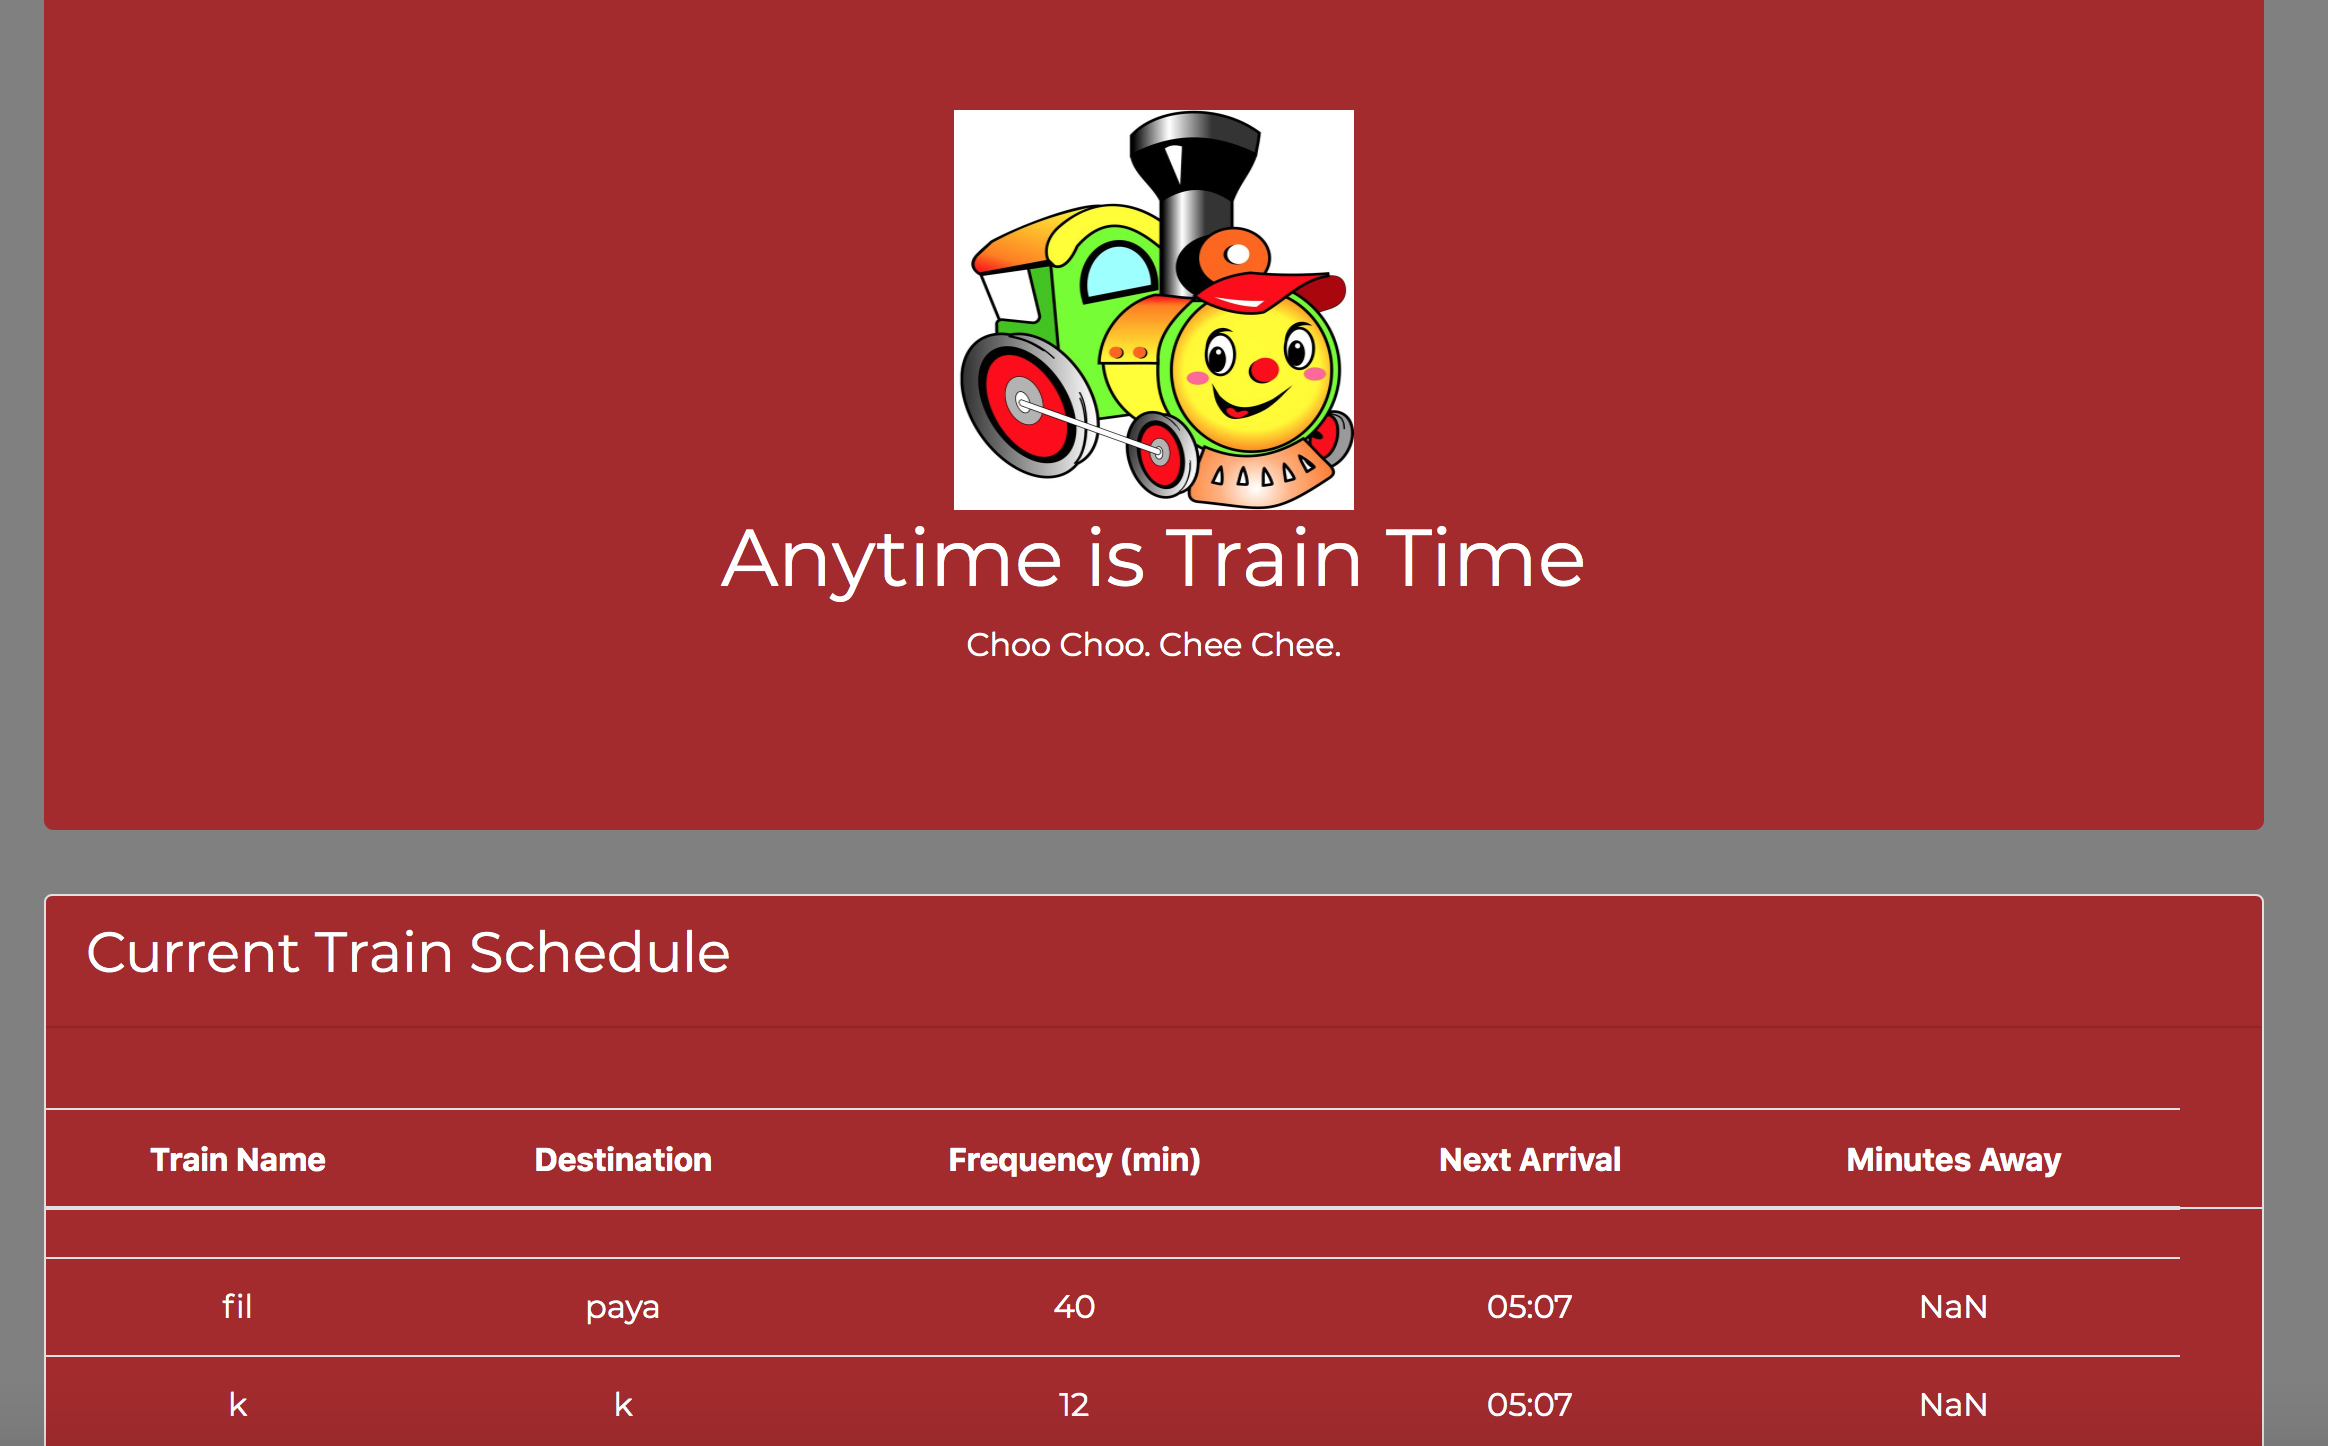 Anytime is Train Time
Choo Choo. Chee Chee.
Current Train Schedule
Train Name Destination Frequency (min) Next Arrival Minutes Away
fil paya 40 05:07 NaN
k k 12 05:07 NaN